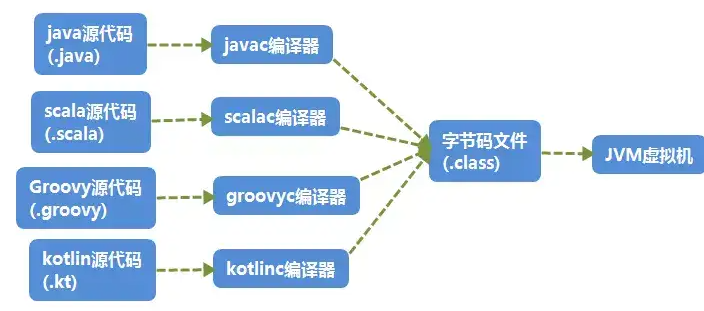 java源代码
(.java)
javac编译器
scala源代码
(.scala)
scalac编译器
字节码文件
(.class)
JVM虚拟机
Groovy源代码
(.groovy)
groovyc编译器
kotlin源代码
(.kt)
kotlinc编译器